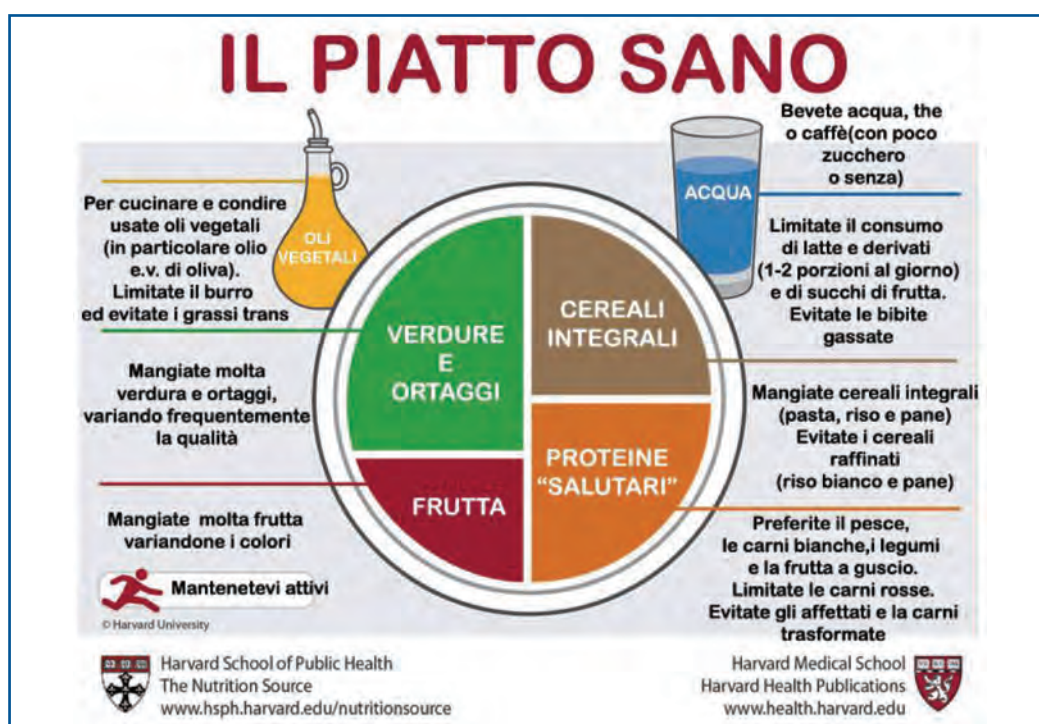 IL PIATTO SANO
Per cucinare e condire
usate oli vegetali
(in particolare olio
e.v. di oliva).
Limitate il burro
ed evitate i grassi trans
OLI
VEGETALI
Mangiate molta
verdura e ortaggi,
variando frequentemente
la qualità
Mangiate molta frutta
variandone i colori
Mantenetevi attivi
© Harvard University
VERDURE
E
ORTAGGI
FRUTTA
CEREALI
INTEGRALI
PROTEINE
“SALUTARI”
ACQUA
Bevete acqua, the
o caffè(con poco
zucchero
o senza)
Limitate il consumo
di latte e derivati
(1-2 porzioni al giorno)
e di succhi di frutta.
Evitate le bibite
gassate
Mangiate cereali integrali
(pasta, riso e pane)
Evitate i cereali
raffinati
(riso bianco e pane)
Preferite il pesce,
le carni bianche,i legumi
e la frutta a guscio.
Limitate le carni rosse.
Evitate gli affettati e la carni
trasformate
Harvard School of Public Health
The Nutrition Source
www.hsph.harvard.edu/nutritionsource
Harvard Medical School
Harvard Health Publications
www.health.harvard.edu